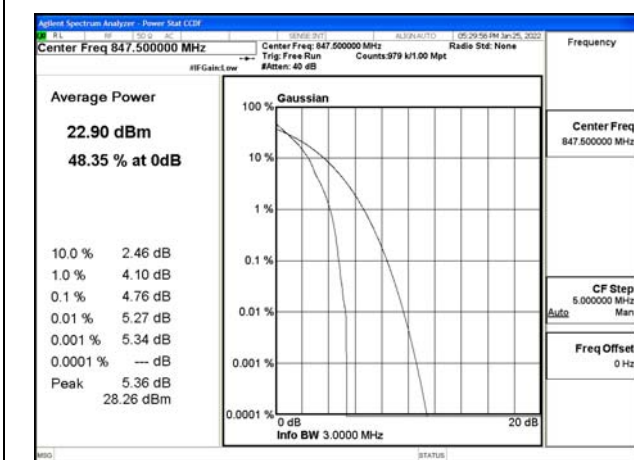 Agilent Spectrum Analyzer - Power Stat CCDF
RL RF 50 Ω AC SENSE:INT ALIGNAUTO 05:29:56 PM Jan 25, 2022
Center Freq 847.500000 MHz
Center Freq: 847.500000 MHz
Radio Std: None
Trig: Free Run
Counts:979 k/1.00 Mpt
#IFGain:Low
#Atten: 40 dB
Frequency
Average Power
22.90 dBm
48.35 % at 0dB
10.0 % 2.46 dB
1.0 % 4.10 dB
0.1 % 4.76 dB
0.01 % 5.27 dB
0.001 % 5.34 dB
0.0001 % --- dB
Peak 5.36 dB
28.26 dBm
Gaussian
100 %
10 %
1 %
0.1 %
0.01 %
0.001 %
0.0001 %
0 dB
20 dB
Info BW 3.0000 MHz
Center Freq
847.500000 MHz
CF Step
5.000000 MHz
Auto Man
Freq Offset
0 Hz
MSG
STATUS